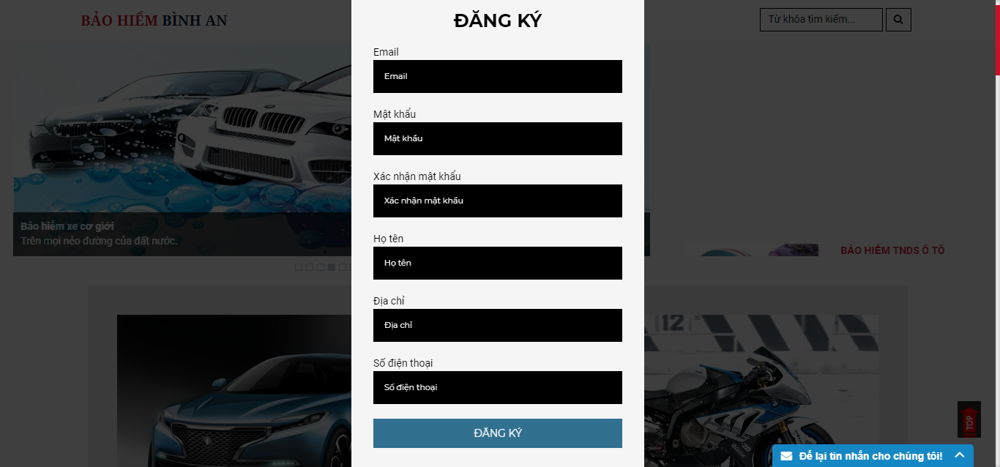 BẢO HIỂM BÌNH AN
Từ khóa tìm kiếm...
ĐĂNG KÝ
Email
Email
Mật khẩu
Mật khẩu
Xác nhận mật khẩu
Xác nhận mật khẩu
Họ tên
Họ tên
Địa chỉ
Địa chỉ
Số điện thoại
Số điện thoại
ĐĂNG KÝ
Bảo hiểm xe cơ giới
Trên mọi nẻo đường của đất nước.
BẢO HIỂM TNDS Ô TÔ
12
TOP
Để lại tin nhắn cho chúng tôi!